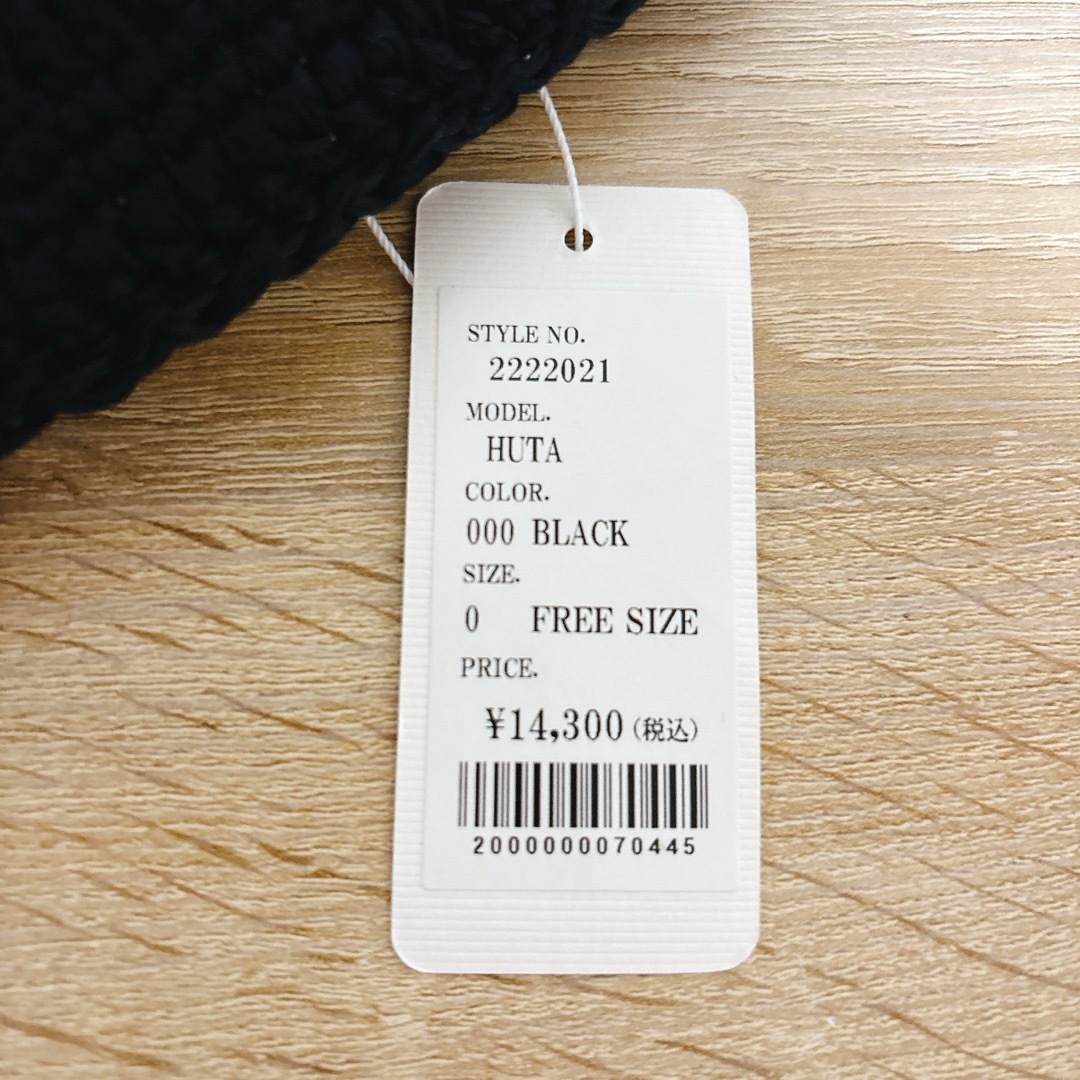 STYLE NO.
2222021
MODEL.
HUTA
COLOR.
000 BLACK
SIZE.
0 FREE SIZE
PRICE.
¥14,300(税込)
2000000070445